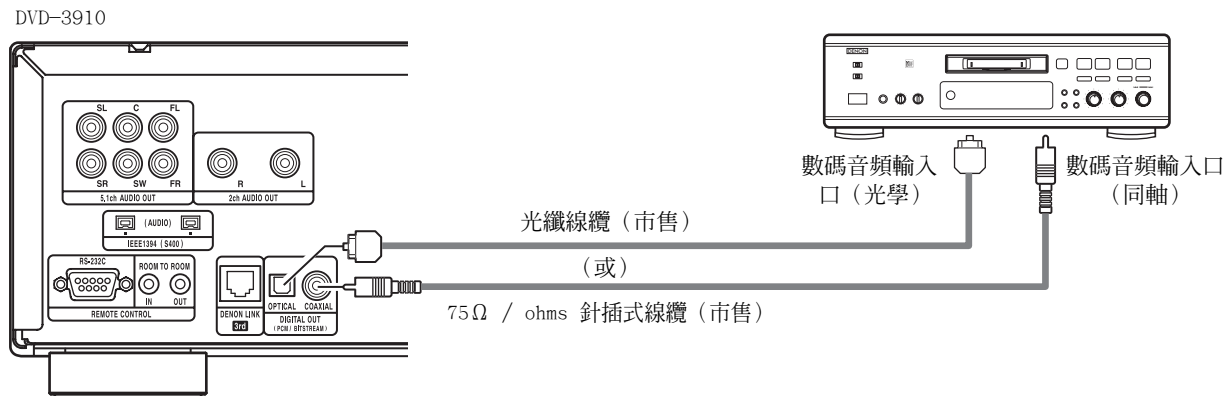 DVD-3910
DENON
SL C FL
SR SW FR
5,1ch AUDIO OUT
R L
2ch AUDIO OUT
(AUDIO)
IEEE1394 (S400)
RS-232C
ROOM TO ROOM
IN OUT
REMOTE CONTROL
DENON LINK
3rd
OPTICAL COAXIAL
DIGITAL OUT
(PCM / BITSTREAM)
數碼音頻輸入
口（光學）
數碼音頻輸入口
（同軸）
光纖線纜（市售）
（或）
75Ω / ohms 針插式線纜（市售）